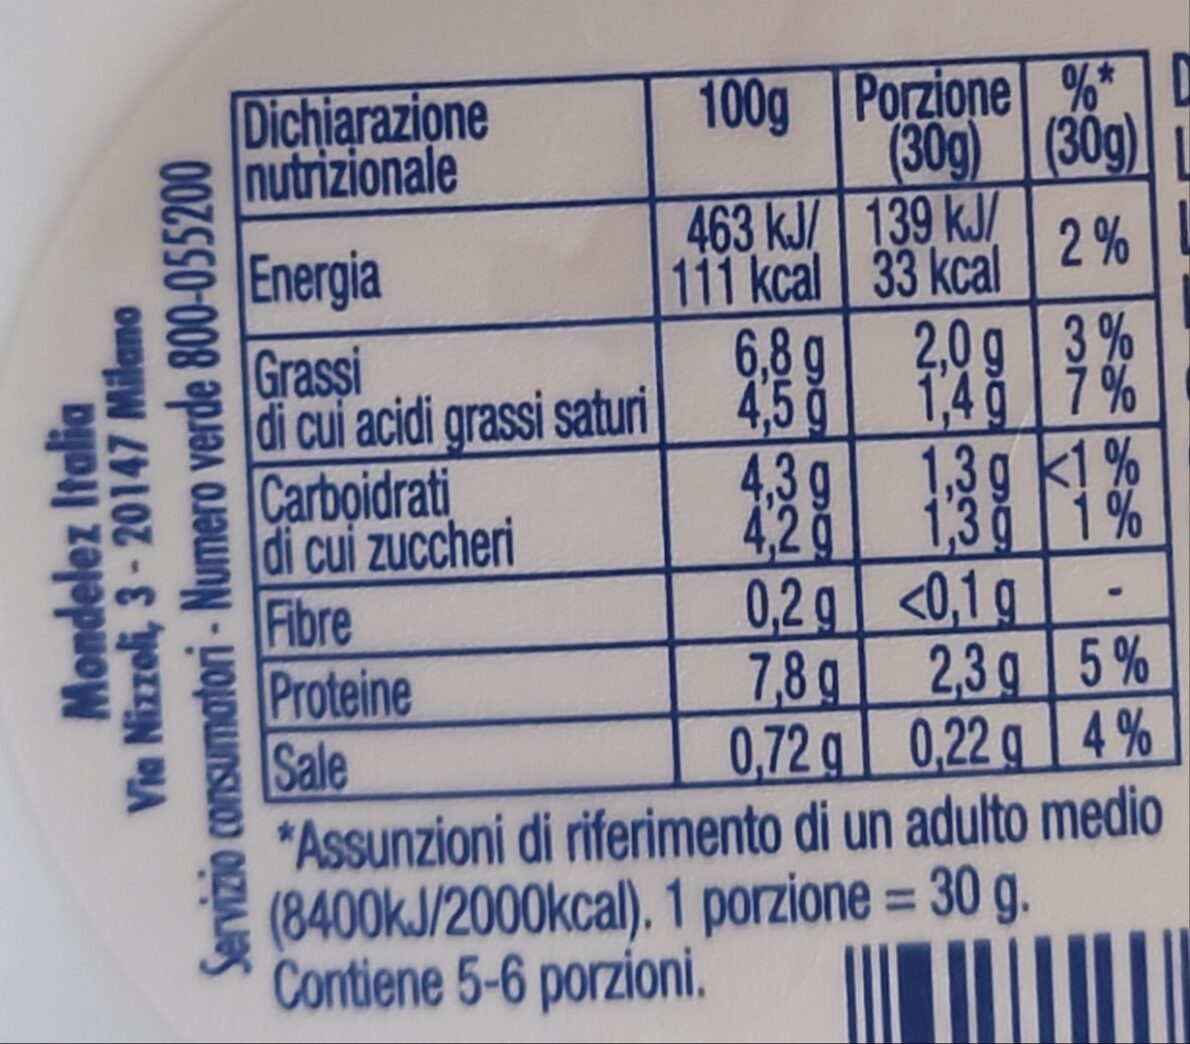 Mondelez Italia
Via Nizzoli, 3 - 20147 Milano
Servizio consumatori - Numero verde 800-055200
Dichiarazione nutrizionale 100g Porzione (30g) %* (30g)
Energia 463 kJ/ 111 kcal 139 kJ/ 33 kcal 2 %
Grassi 6,8 g 2,0 g 3 %
di cui acidi grassi saturi 4,5 g 1,4 g 7 %
Carboidrati 4,3 g 1,3 g <1 %
di cui zuccheri 4,2 g 1,3 g 1 %
Fibre 0,2 g <0,1 g -
Proteine 7,8 g 2,3 g 5 %
Sale 0,72 g 0,22 g 4 %
*Assunzioni di riferimento di un adulto medio
(8400kJ/2000kcal). 1 porzione = 30 g.
Contiene 5-6 porzioni.